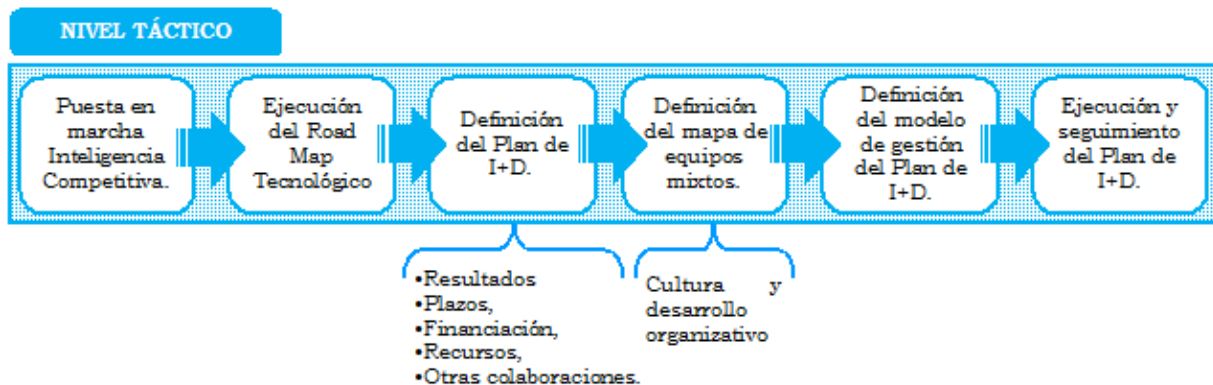 NIVEL TÁCTICO
Puesta en
marcha
Inteligencia
Competitiva.
Ejecución
del Road
Map
Tecnológico
Definición
del Plan de
I+D.
Definición
del mapa de
equipos
mixtos.
Definición
del modelo
de gestión
del Plan de
I+D.
Ejecución y
seguimiento
del Plan de
I+D.
•Resultados
•Plazos,
•Financiación,
•Recursos,
•Otras colaboraciones.
Cultura y
desarrollo
organizativo